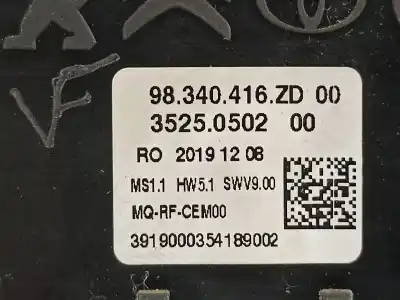 VF
98.340.416.ZD 00
3525.0502 00
RO 2019 12 08
MS1.1 HW5.1 SWV9.00
MQ-RF-CEM00
3919000354189002